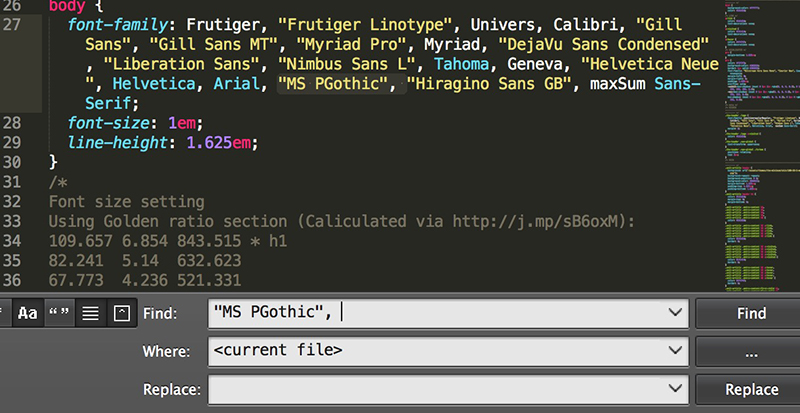 26 body {
27 font-family: Frutiger, "Frutiger Linotype", Univers, Calibri, "Gill
Sans", "Gill Sans MT", "Myriad Pro", Myriad, "DejaVu Sans Condensed"
, "Liberation Sans", "Nimbus Sans L", Tahoma, Geneva, "Helvetica Neue
", Helvetica, Arial, "MS PGothic", "Hiragino Sans GB", maxSum Sans-
Serif;
28 font-size: 1em;
29 line-height: 1.625em;
30 }
31 /*
32 Font size setting
33 Using Golden ratio section (Caliculated via http://j.mp/sB6oxM):
34 109.657 6.854 843.515 * h1
35 82.241 5.14 632.623
36 67.773 4.236 521.331
Aa “” Find: "MS PGothic", Find
Where: <current file> ...
Replace: Replace